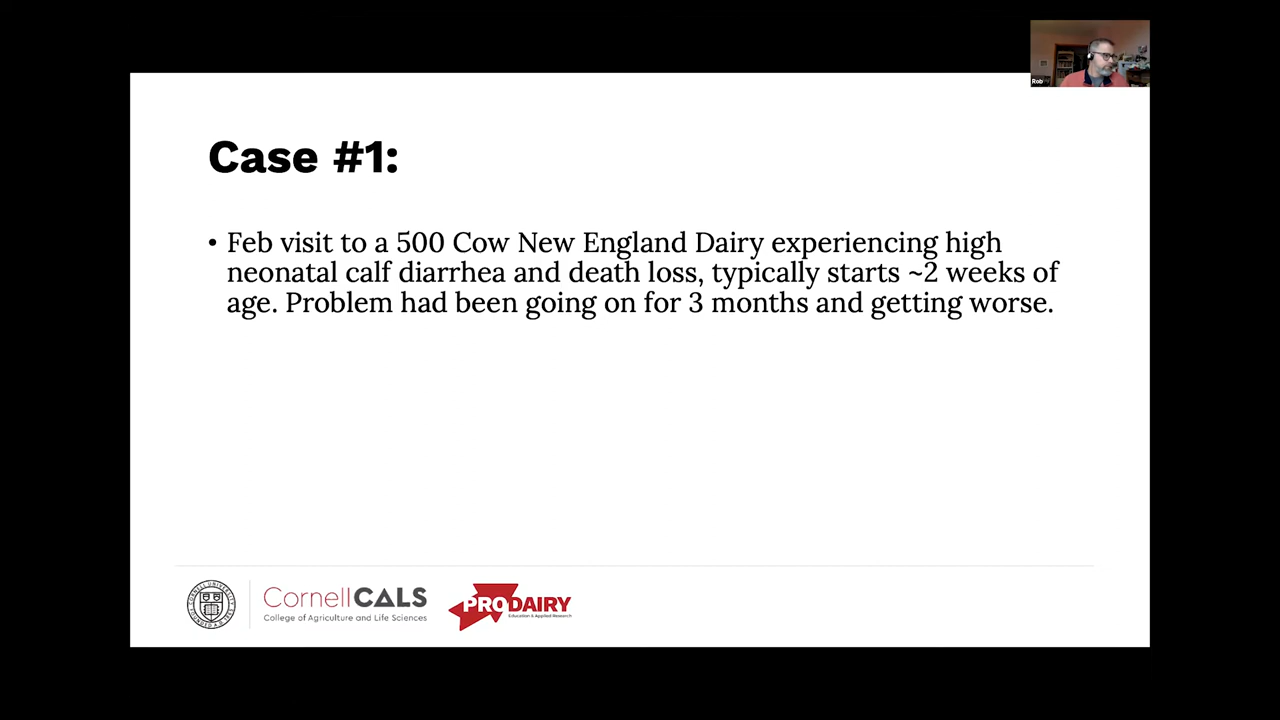 Rob
Case #1:
• Feb visit to a 500 Cow New England Dairy experiencing high
neonatal calf diarrhea and death loss, typically starts ~2 weeks of
age. Problem had been going on for 3 months and getting worse.
CornellCALS
College of Agriculture and Life Sciences
PRODAIRY
Education & Applied Research